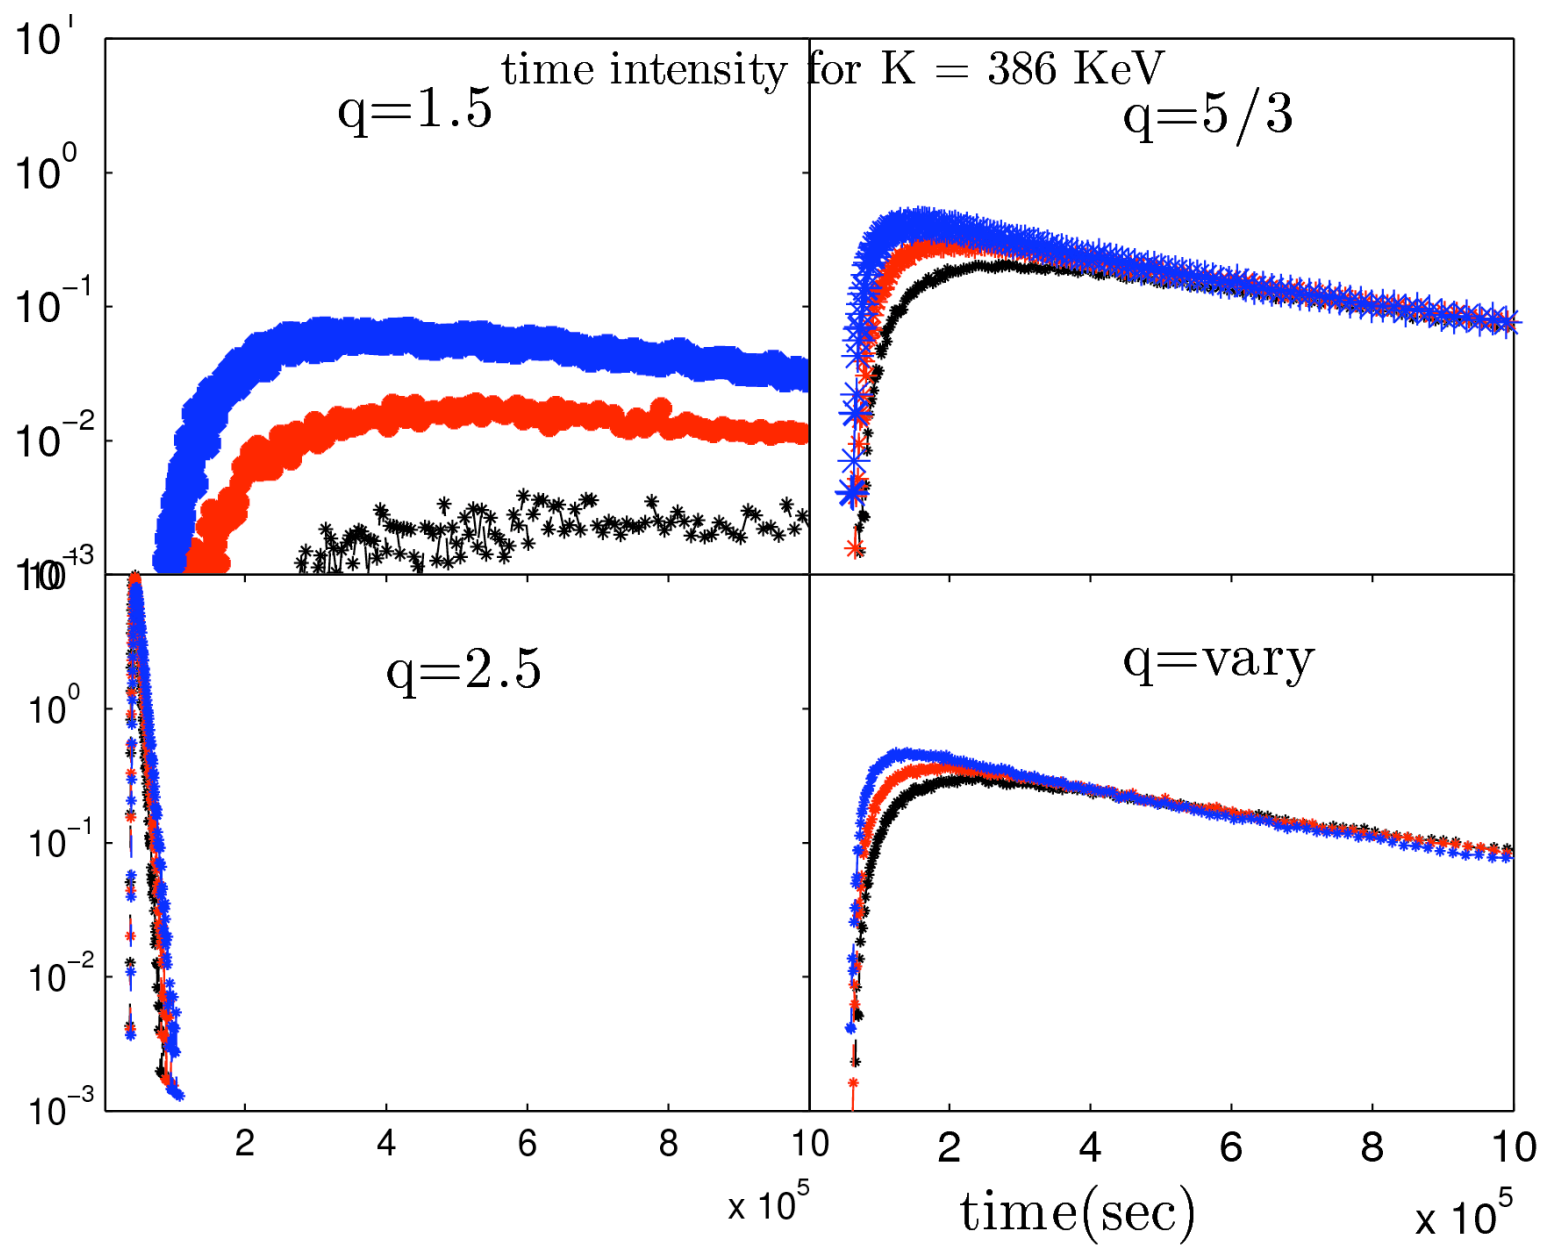 10^1
time intensity for K = 386 KeV
q=1.5
q=5/3
10^0
10^-1
10^-2
q=2.5
q=vary
10^0
10^-1
10^-2
10^-3
2 4 6 8 10 2 4 6 8 10
x 10^5
time(sec)
x 10^5